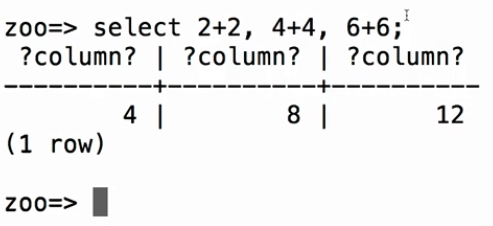 zoo=> select 2+2, 4+4, 6+6;
 ?column? | ?column? | ?column?
----------+----------+----------
        4 |        8 |       12
(1 row)
zoo=>